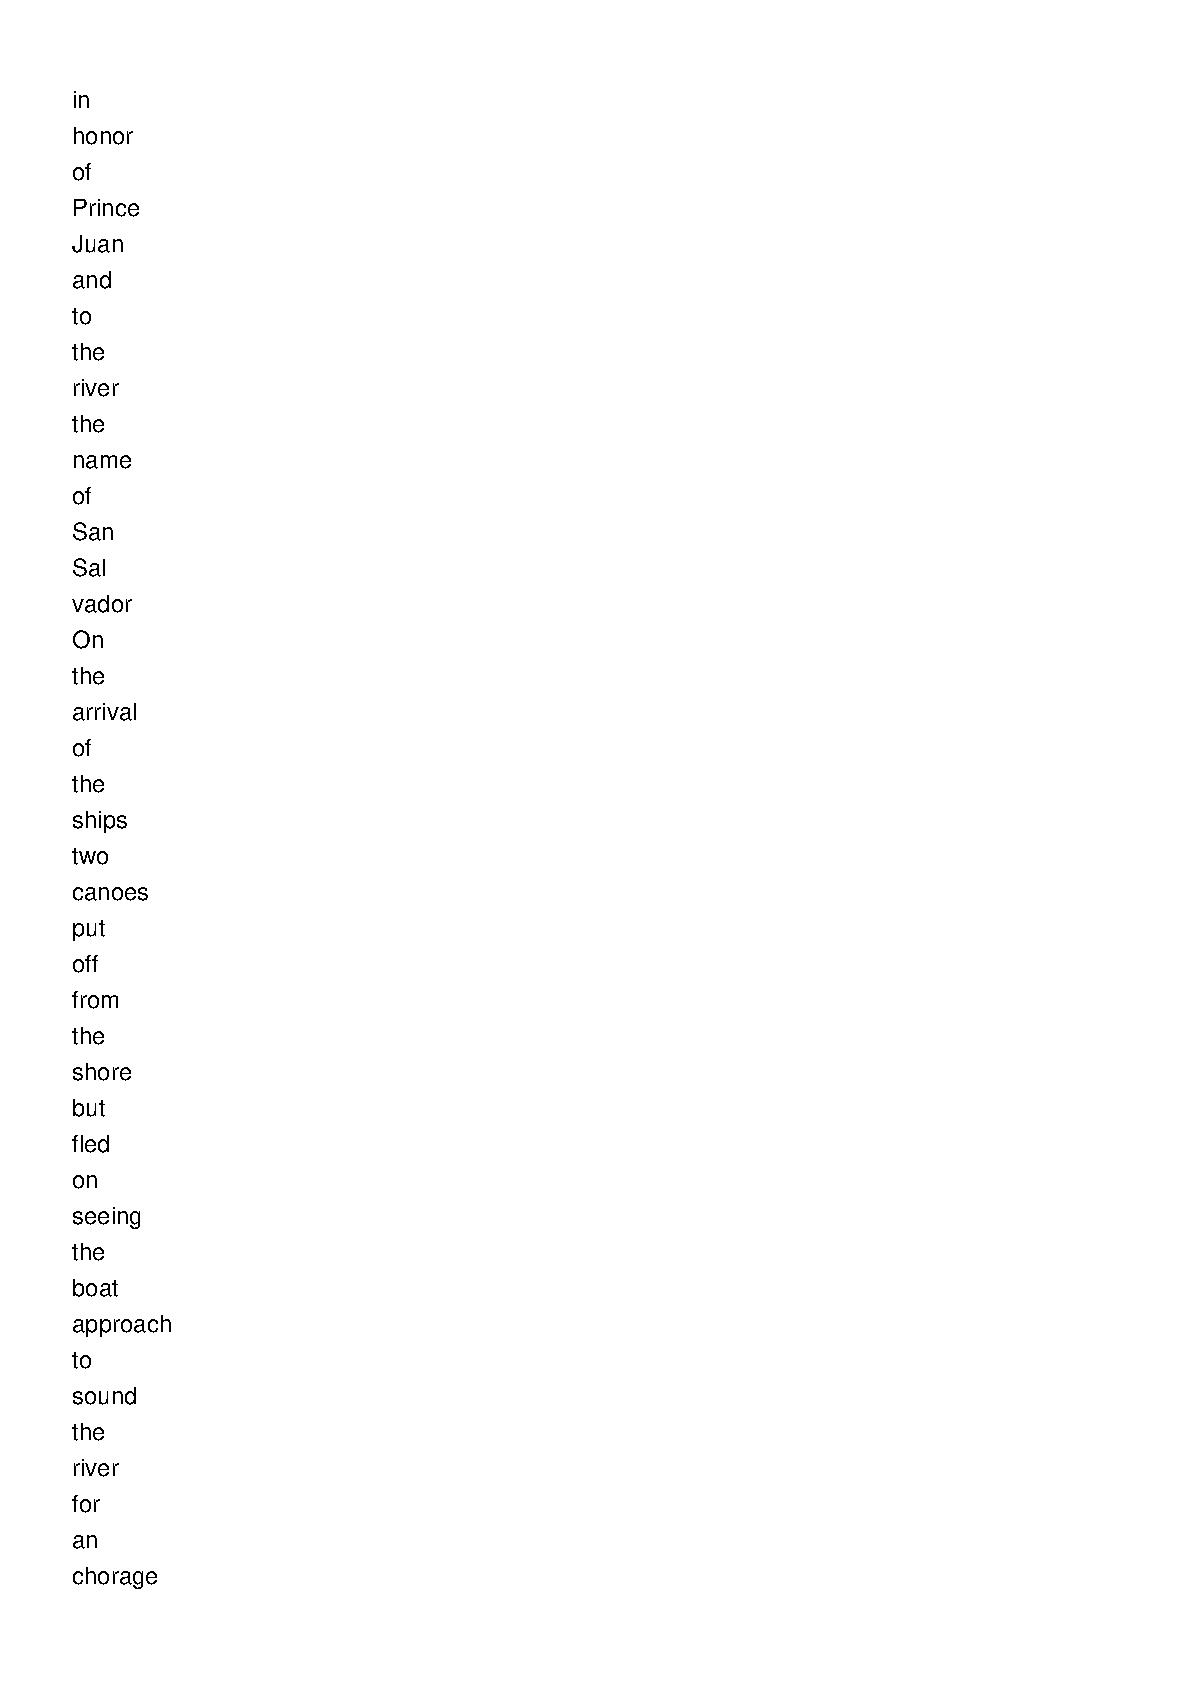 in
honor
of
Prince
Juan
and
to
the
river
the
name
of
San
Sal
vador
On
the
arrival
of
the
ships
two
canoes
put
off
from
the
shore
but
fled
on
seeing
the
boat
approach
to
sound
the
river
for
an
chorage